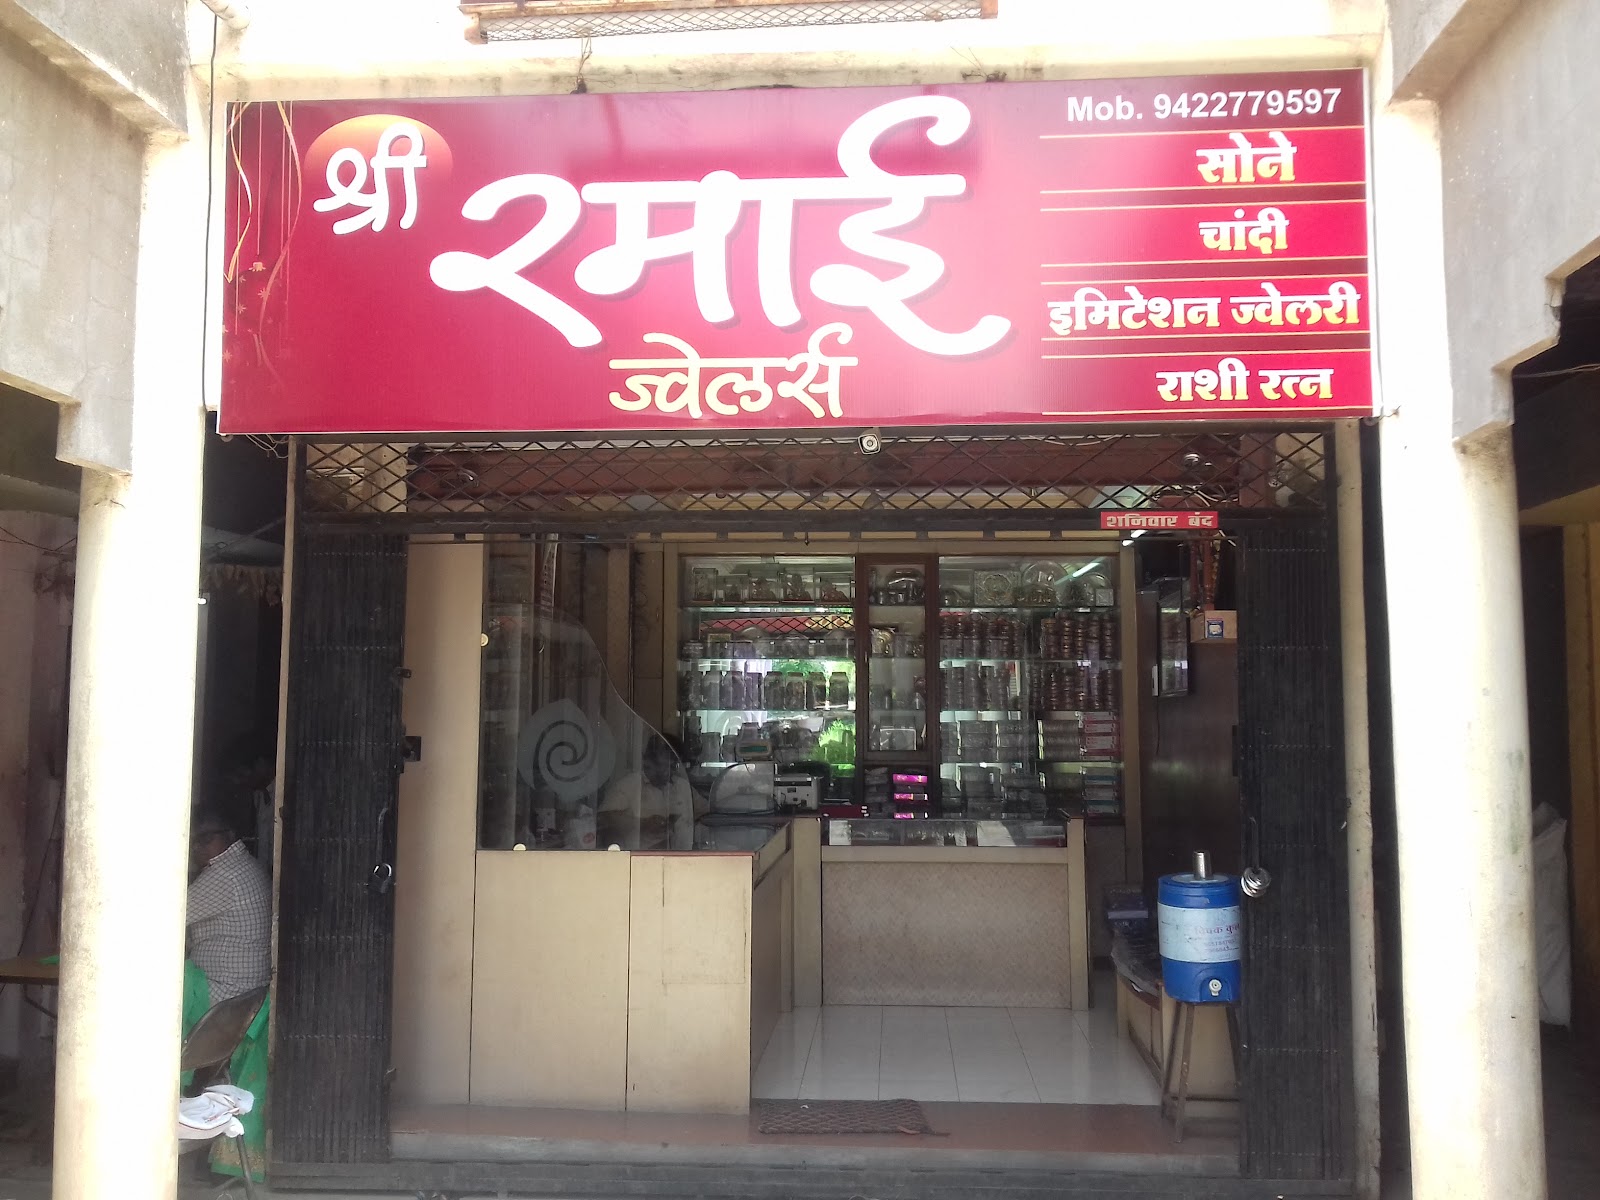 श्री
रमाई
ज्वेलर्स
Mob. 9422779597
सोने
चांदी
इमिटेशन ज्वेलरी
राशी रत्न
शनिवार बंद